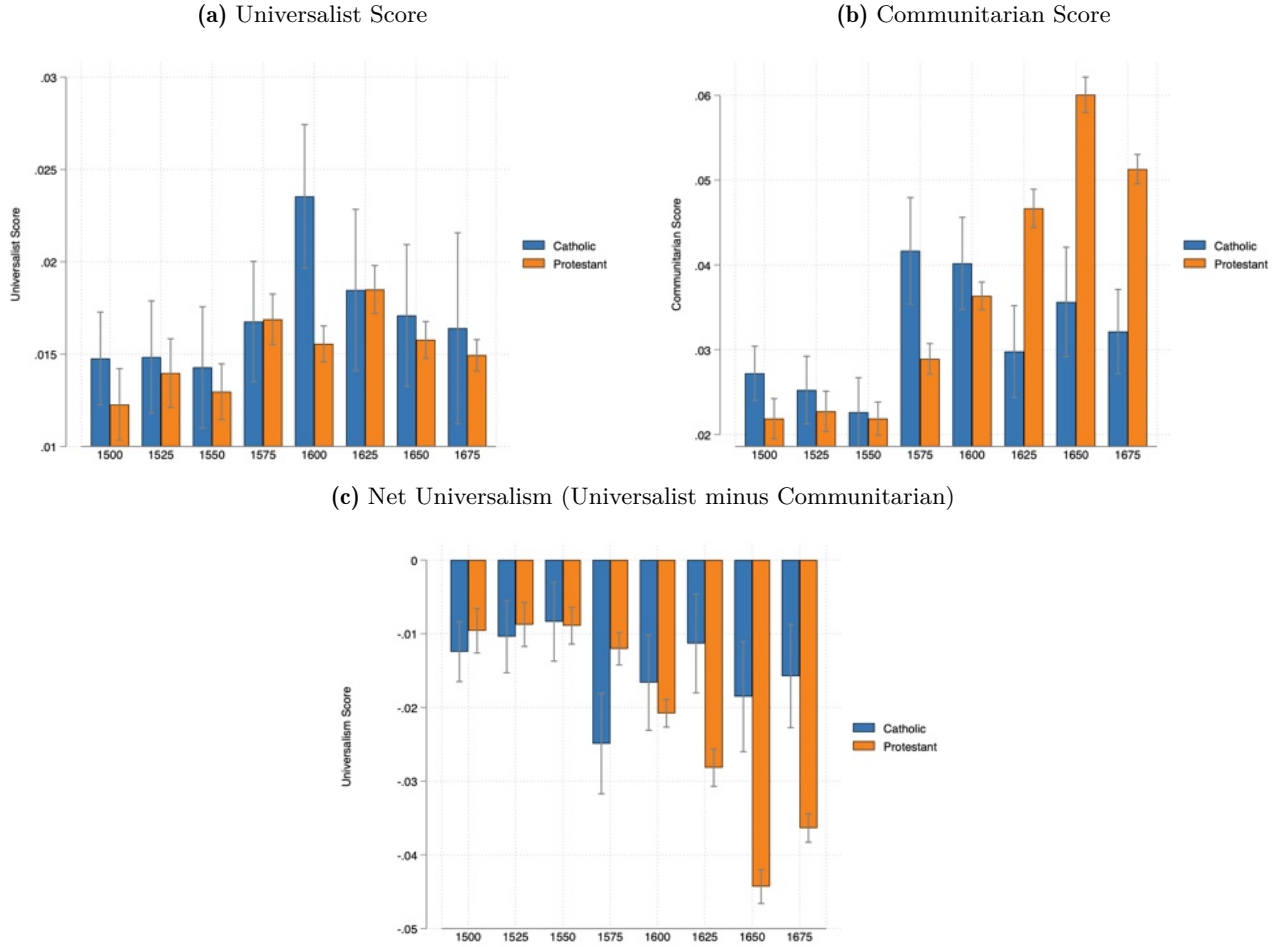 (a) Universalist Score
.03
.025
.02
.015
.01
Universalist Score
1500 1525 1550 1575 1600 1625 1650 1675
Catholic
Protestant
(b) Communitarian Score
.06
.05
.04
.03
.02
Communitarian Score
1500 1525 1550 1575 1600 1625 1650 1675
Catholic
Protestant
(c) Net Universalism (Universalist minus Communitarian)
0
-.01
-.02
-.03
-.04
-.05
Universalism Score
1500 1525 1550 1575 1600 1625 1650 1675
Catholic
Protestant